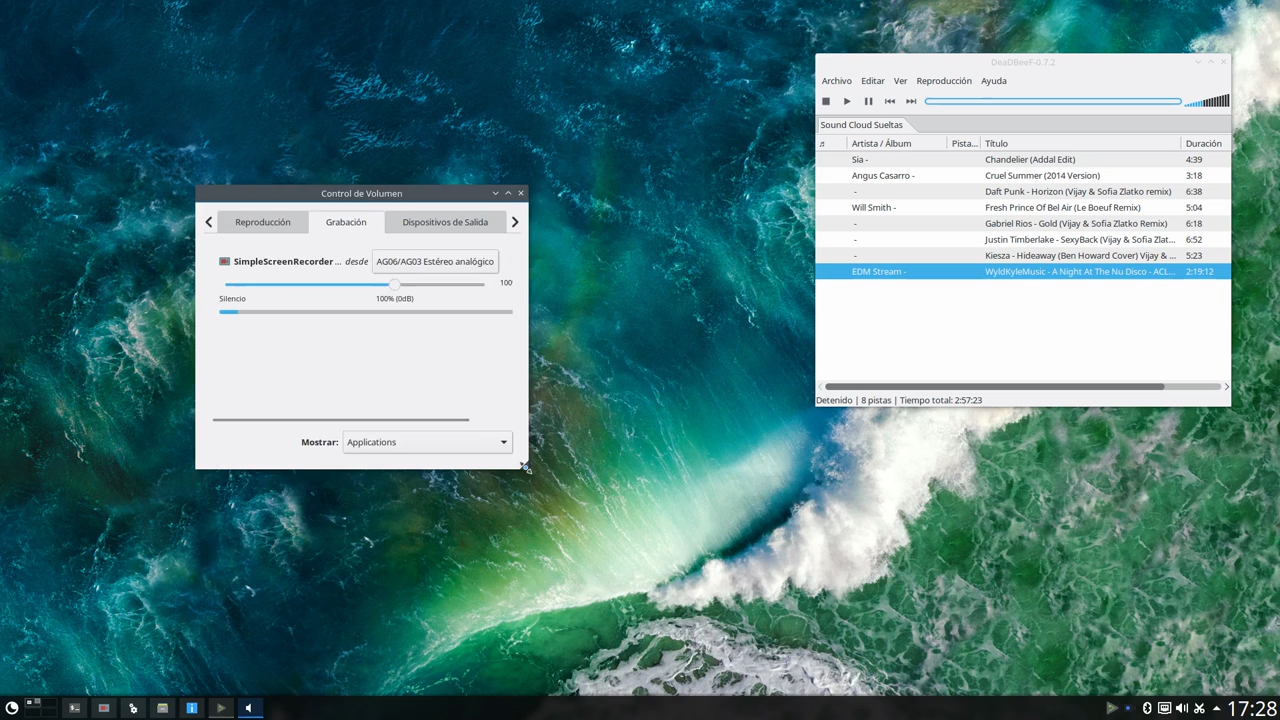 DeaDBeeF-0.7.2
Archivo Editar Ver Reproducción Ayuda
Sound Cloud Sueltas
Artista / Álbum Pista... Título Duración
Sia - Chandelier (Addal Edit) 4:39
Angus Casarro - Cruel Summer (2014 Version) 3:18
- Daft Punk - Horizon (Vijay & Sofia Zlatko remix) 6:38
Will Smith - Fresh Prince Of Bel Air (Le Boeuf Remix) 5:04
- Gabriel Rios - Gold (Vijay & Sofia Zlatko Remix) 6:18
- Justin Timberlake - SexyBack (Vijay & Sofia Zlat... 6:52
- Kiesza - Hideaway (Ben Howard Cover) Vijay & ... 5:23
EDM Stream - WyldKyleMusic - A Night At The Nu Disco - ACL... 2:19:12
Detenido | 8 pistas | Tiempo total: 2:57:23
Control de Volumen
Reproducción Grabación Dispositivos de Salida
SimpleScreenRecorder ... desde AG06/AG03 Estéreo analógico
100
Silencio 100% (0dB)
Mostrar: Applications
17:28